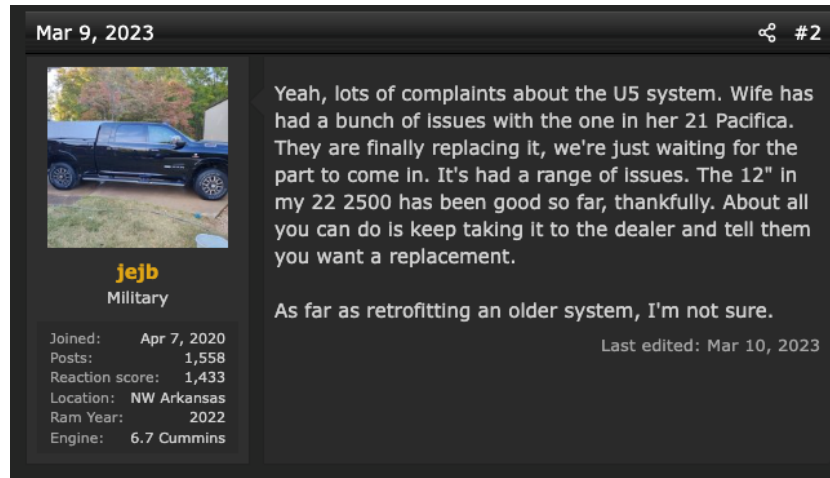 Mar 9, 2023 #2
jejb
Military
Joined: Apr 7, 2020
Posts: 1,558
Reaction score: 1,433
Location: NW Arkansas
Ram Year: 2022
Engine: 6.7 Cummins
Yeah, lots of complaints about the U5 system. Wife has
had a bunch of issues with the one in her 21 Pacifica.
They are finally replacing it, we're just waiting for the
part to come in. It's had a range of issues. The 12" in
my 22 2500 has been good so far, thankfully. About all
you can do is keep taking it to the dealer and tell them
you want a replacement.
As far as retrofitting an older system, I'm not sure.
Last edited: Mar 10, 2023